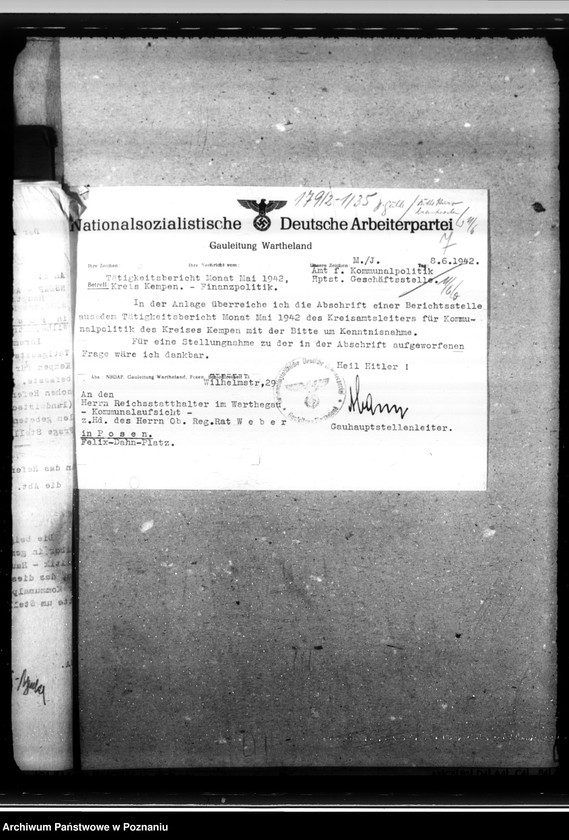 179/2-1/35
Nationalsozialistische Deutsche Arbeiterpartei
Gauleitung Wartheland
Ihre Zeichen Ihre Nachricht vom: Unsere Zeichen M./J. Tag 8.6.1942.
Tätigkeitsbericht Monat Mai 1942, Amt f. Kommunalpolitik
Betreff Kreis Kempen. - Finanzpolitik. Hptst. Geschäftsstelle.
In der Anlage überreiche ich die Abschrift einer Berichtsstelle
aus dem Tätigkeitsbericht Monat Mai 1942 des Kreisamtsleiters für Kommu-
nalpolitik des Kreises Kempen mit der Bitte um Kenntnisnahme.
Für eine Stellungnahme zu der in der Abschrift aufgeworfenen
Frage wäre ich dankbar.
Heil Hitler !
Abs. NSDAP. Gauleitung Wartheland, Posen,
Wilhelmstr, 29
An den
Herrn Reichsstatthalter im Warthegau
- Kommunalaufsicht -
z.Hd. des Herrn Ob. Reg.Rat W e b e r
in P o s e n.
Felix-Dahn-Platz.
Gauhauptstellenleiter.
Archiwum Państwowe w Poznaniu